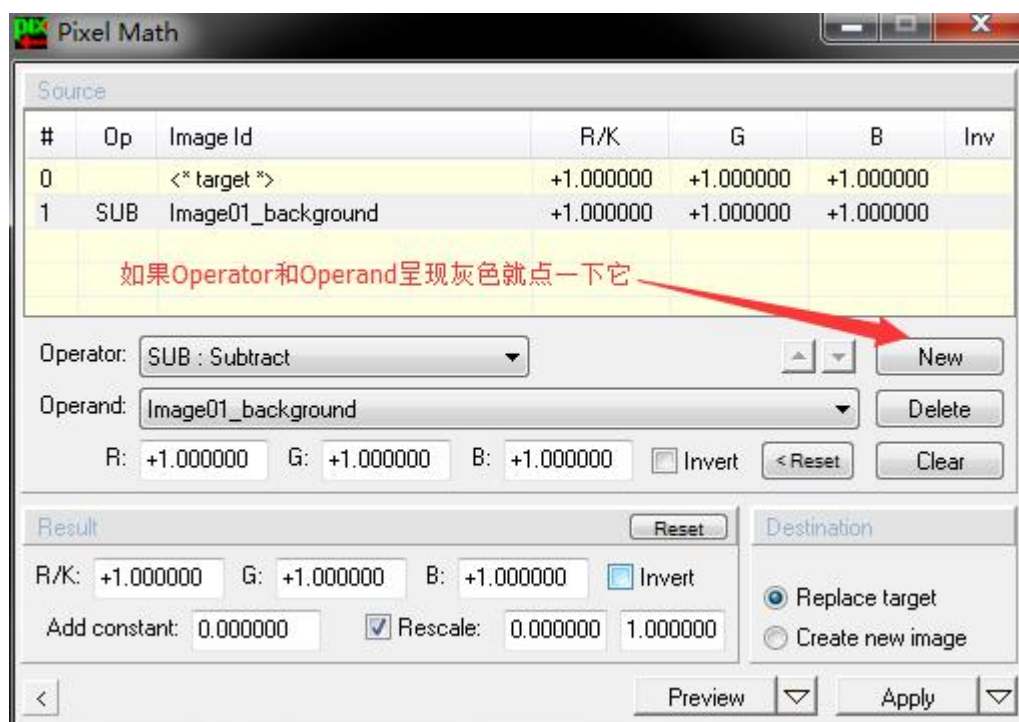 Pixel Math
Source
# Op Image Id R/K G B Inv
0 <* target *> +1.000000 +1.000000 +1.000000
1 SUB Image01_background +1.000000 +1.000000 +1.000000
如果Operator和Operand呈现灰色就点一下它
Operator: SUB : Subtract New
Operand: Image01_background Delete
R: +1.000000 G: +1.000000 B: +1.000000 Invert < Reset Clear
Result Reset Destination
R/K: +1.000000 G: +1.000000 B: +1.000000 Invert
Replace target
Add constant: 0.000000 Rescale: 0.000000 1.000000
Create new image
< Preview Apply